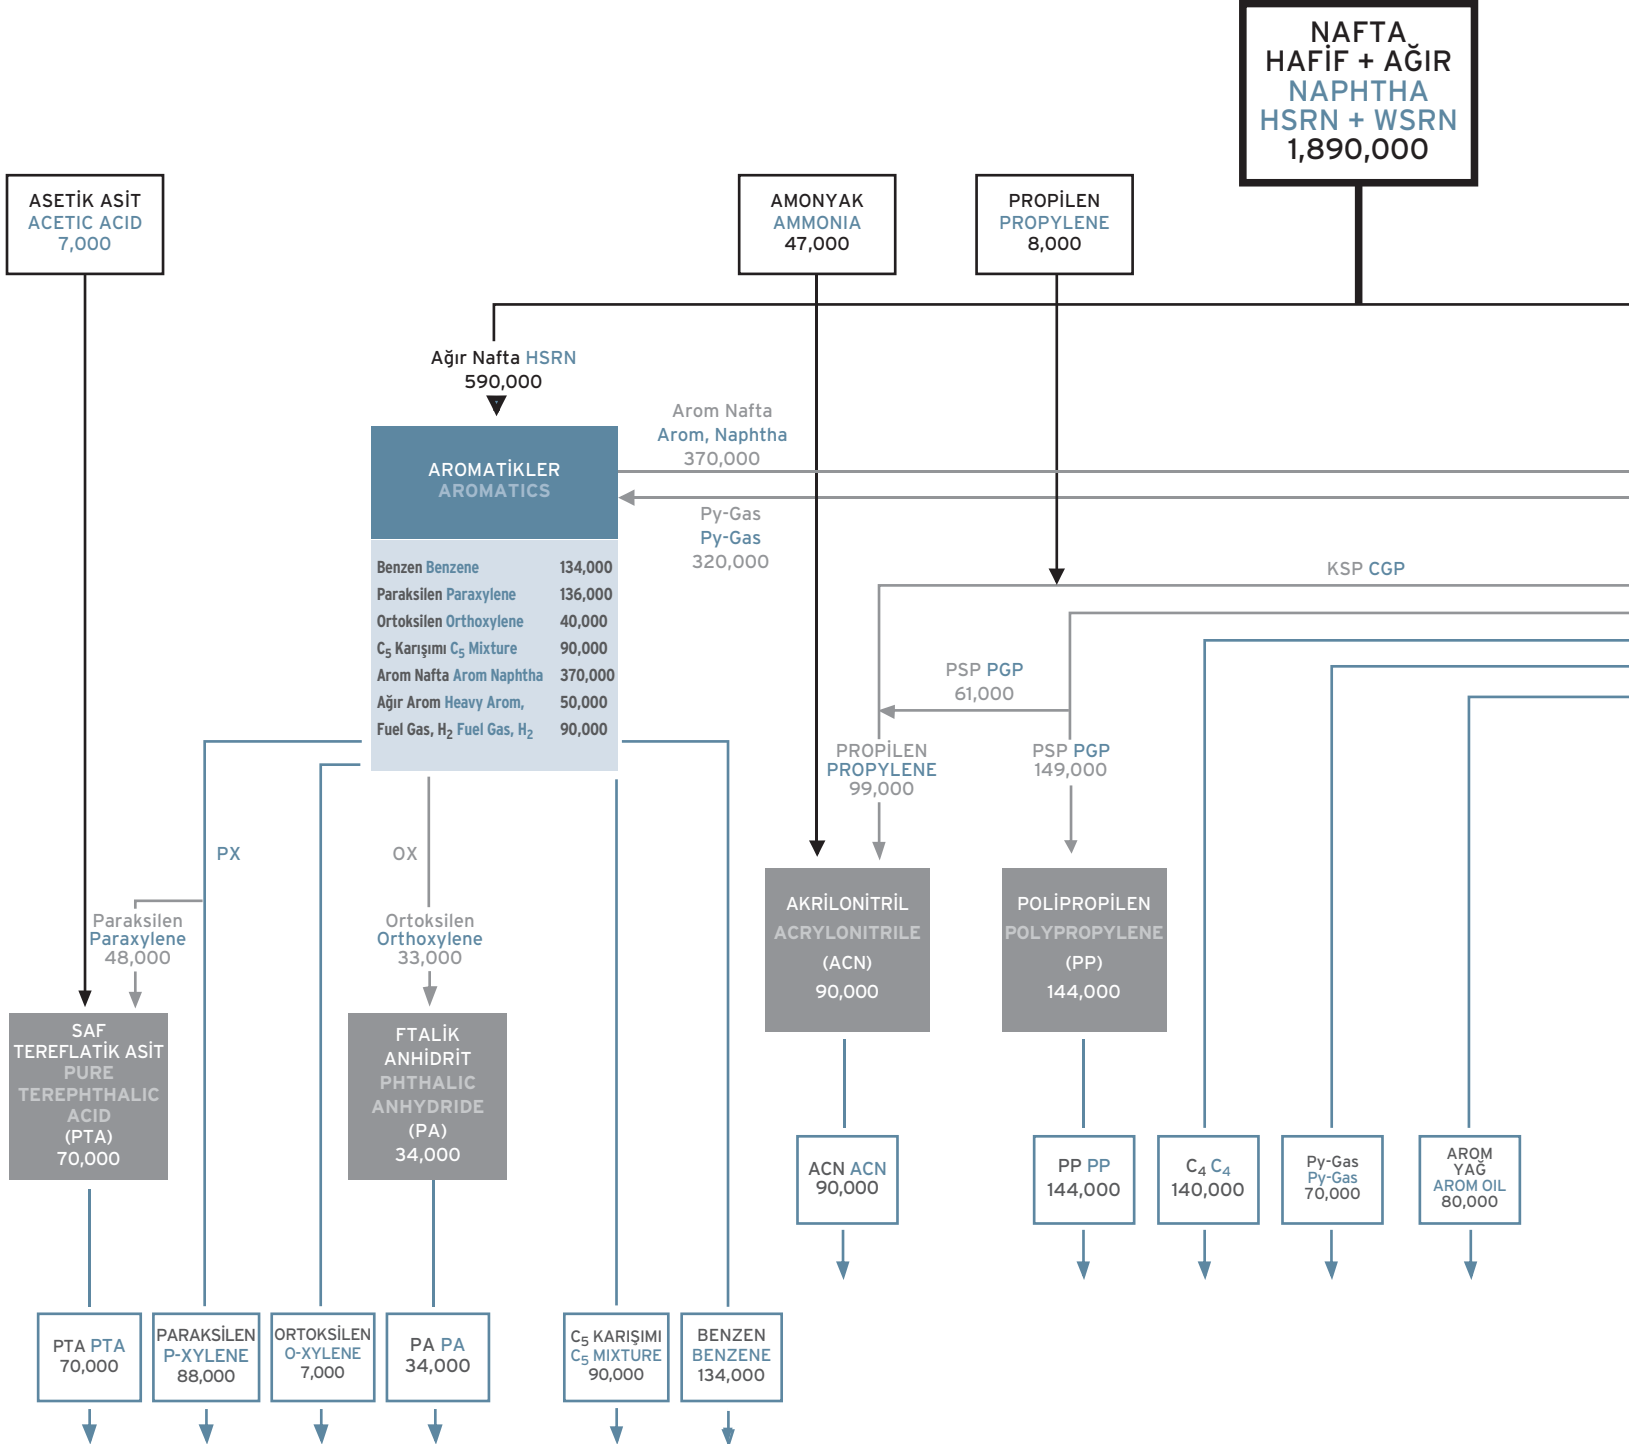 NAFTA
HAFİF + AĞIR
NAPHTHA
HSRN + WSRN
1,890,000
ASETİK ASİT
ACETIC ACID
7,000
AMONYAK
AMMONIA
47,000
PROPİLEN
PROPYLENE
8,000
Ağır Nafta HSRN
590,000
Arom Nafta
Arom, Naphtha
370,000
AROMATİKLER
AROMATICS
Py-Gas
Py-Gas
320,000
KSP CGP
Benzen Benzene 134,000
Paraksilen Paraxylene 136,000
Ortoksilen Orthoxylene 40,000
C5 Karışımı C5 Mixture 90,000
Arom Nafta Arom Naphtha 370,000
Ağır Arom Heavy Arom, 50,000
Fuel Gas, H2 Fuel Gas, H2 90,000
PSP PGP
61,000
PROPİLEN
PROPYLENE
99,000
PSP PGP
149,000
PX
OX
Paraksilen
Paraxylene
48,000
Ortoksilen
Orthoxylene
33,000
AKRİLONİTRİL
ACRYLONITRILE
(ACN)
90,000
POLİPROPİLEN
POLYPROPYLENE
(PP)
144,000
SAF
TEREFLATİK ASİT
PURE
TEREPHTHALIC
ACID
(PTA)
70,000
FTALİK
ANHİDRİT
PHTHALIC
ANHYDRIDE
(PA)
34,000
ACN ACN
90,000
PP PP
144,000
C4 C4
140,000
Py-Gas
Py-Gas
70,000
AROM
YAĞ
AROM OIL
80,000
PTA PTA
70,000
PARAKSİLEN
P-XYLENE
88,000
ORTOKSİLEN
O-XYLENE
7,000
PA PA
34,000
C5 KARIŞIMI
C5 MIXTURE
90,000
BENZEN
BENZENE
134,000